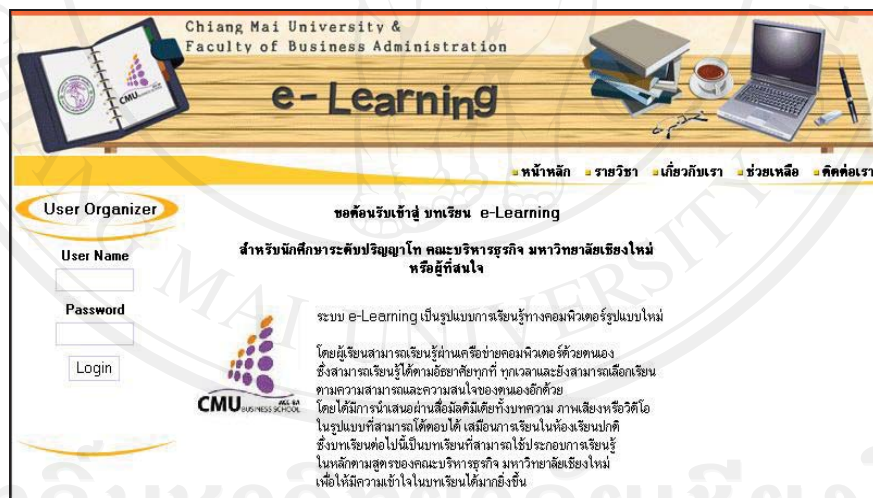 Chiang Mai University &
Faculty of Business Administration
e-Learning
หน้าหลัก รายวิชา เกี่ยวกับเรา ช่วยเหลือ ติดต่อเรา
User Organizer
User Name
Password
Login
ขอต้อนรับเข้าสู่ บทเรียน e-Learning
สำหรับนักศึกษาระดับปริญญาโท คณะบริหารธุรกิจ มหาวิทยาลัยเชียงใหม่
หรือผู้ที่สนใจ
CMU BUSINESS SCHOOL
ระบบ e-Learning เป็นรูปแบบการเรียนรู้ทางคอมพิวเตอร์รูปแบบใหม่
โดยผู้เรียนสามารถเรียนรู้ผ่านเครือข่ายคอมพิวเตอร์ด้วยตนเอง
ซึ่งสามารถเรียนรู้ได้ตามอัธยาศัยทุกที่ ทุกเวลาและยังสามารถเลือกเรียน
ตามความสามารถและความสนใจของตนเองอีกด้วย
โดยได้มีการนำเสนอผ่านสื่อมัลติมีเดียทั้งบทความ ภาพเสียงหรือวิดีโอ
ในรูปแบบที่สามารถโต้ตอบได้ เสมือนการเรียนในห้องเรียนปกติ
ซึ่งบทเรียนต่อไปนี้เป็นบทเรียนที่สามารถใช้ประกอบการเรียนรู้
ในหลักตามสูตรของคณะบริหารธุรกิจ มหาวิทยาลัยเชียงใหม่
เพื่อให้มีความเข้าใจในบทเรียนได้มากยิ่งขึ้น